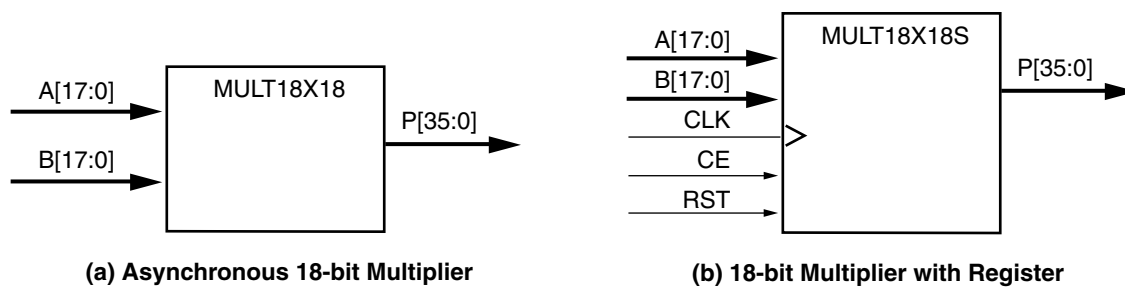 MULT18X18
A[17:0]
B[17:0]
P[35:0]
(a) Asynchronous 18-bit Multiplier
MULT18X18S
A[17:0]
B[17:0]
CLK
CE
RST
P[35:0]
(b) 18-bit Multiplier with Register